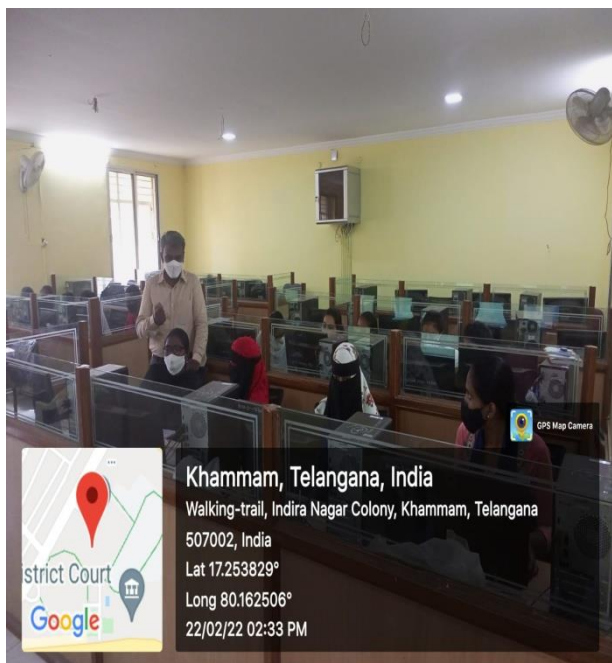 GPS Map Camera
Khammam, Telangana, India
Walking-trail, Indira Nagar Colony, Khammam, Telangana
507002, India
Lat 17.253829°
Long 80.162506°
22/02/22 02:33 PM
istrict Court
Google